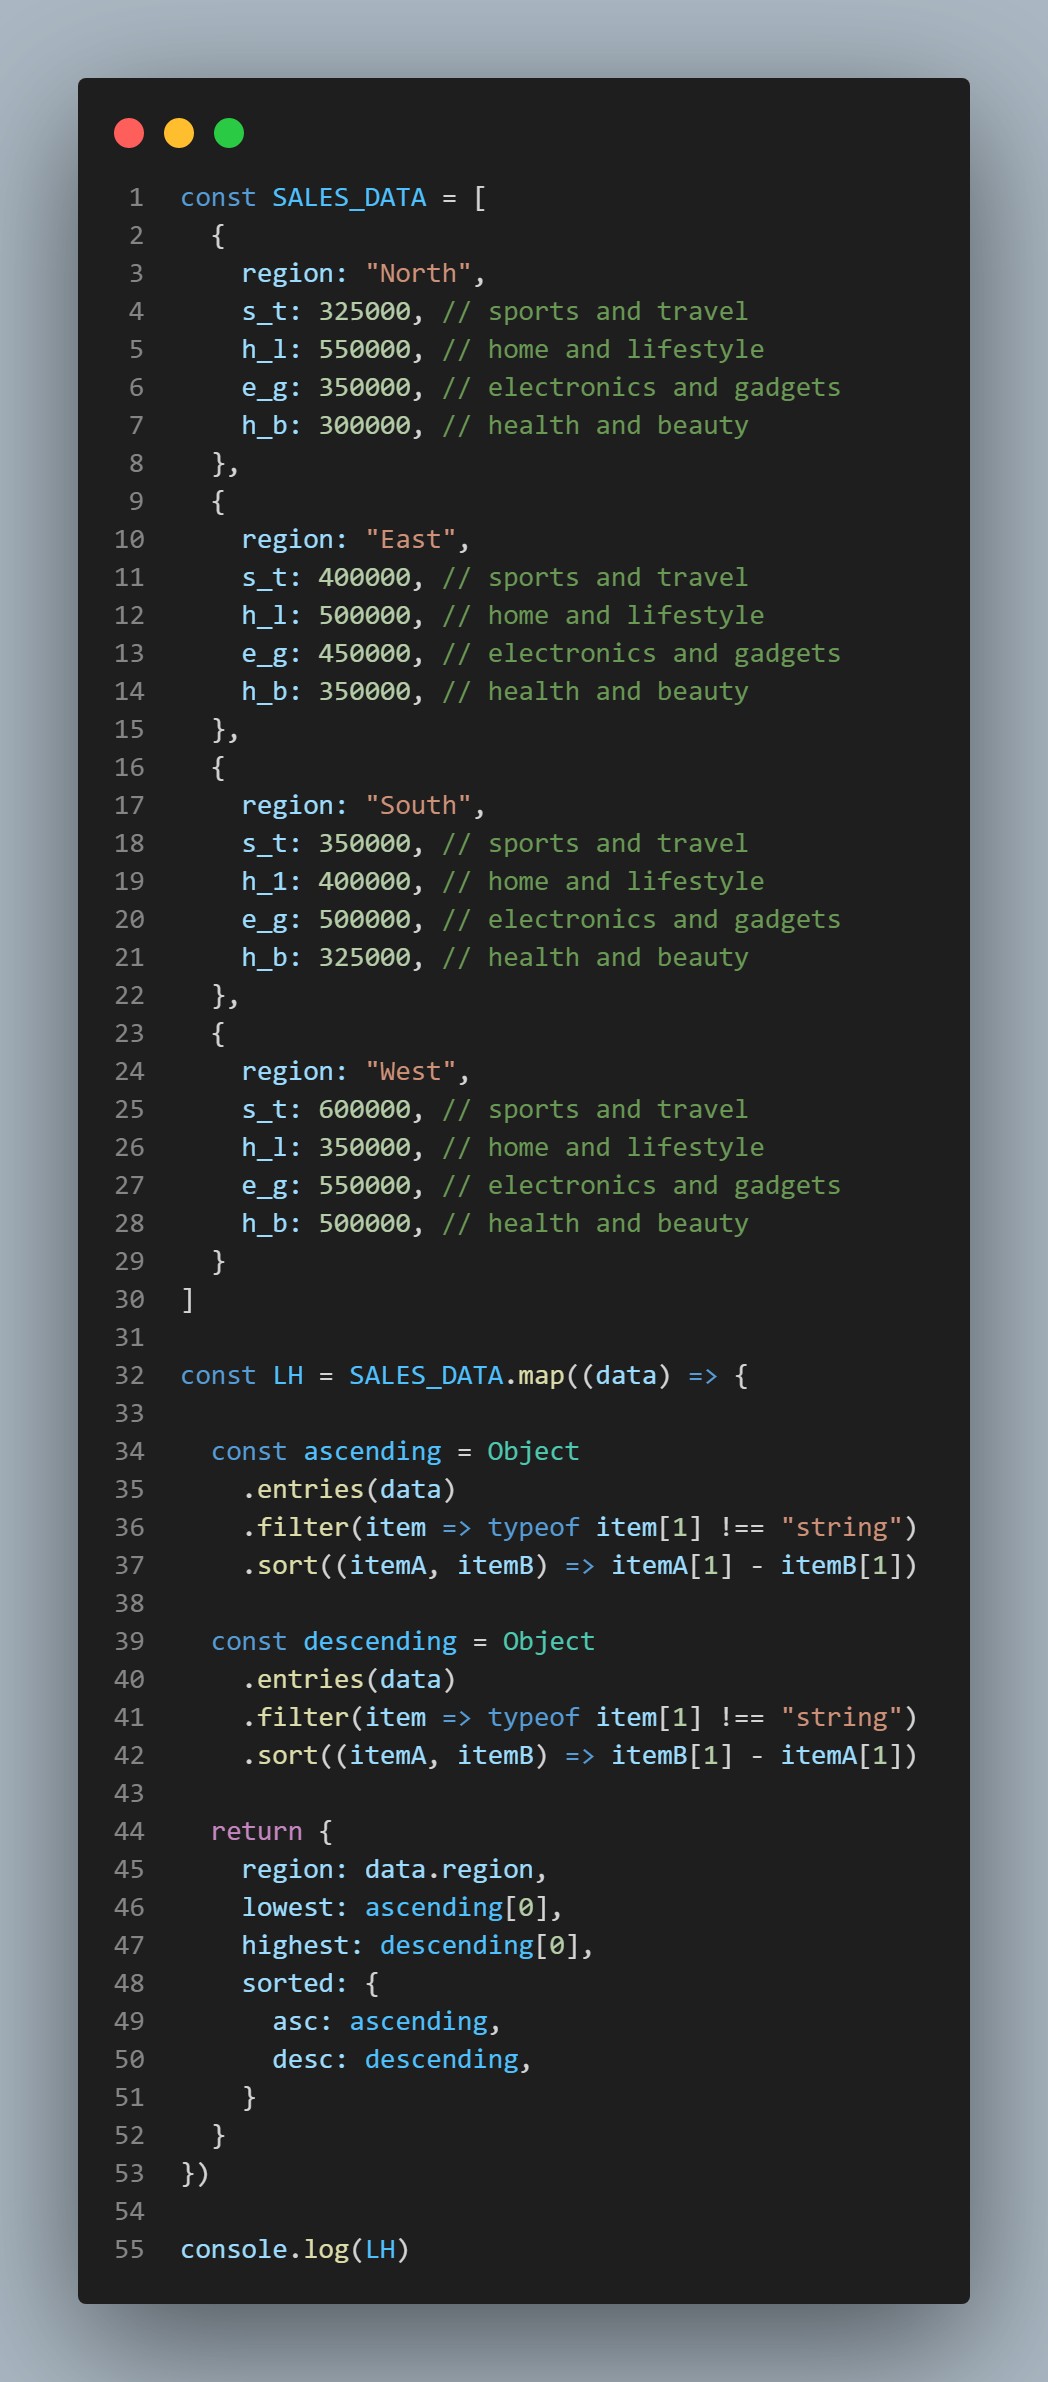 1 const SALES_DATA = [
2 {
3 region: "North",
4 s_t: 325000, // sports and travel
5 h_l: 550000, // home and lifestyle
6 e_g: 350000, // electronics and gadgets
7 h_b: 300000, // health and beauty
8 },
9 {
10 region: "East",
11 s_t: 400000, // sports and travel
12 h_l: 500000, // home and lifestyle
13 e_g: 450000, // electronics and gadgets
14 h_b: 350000, // health and beauty
15 },
16 {
17 region: "South",
18 s_t: 350000, // sports and travel
19 h_1: 400000, // home and lifestyle
20 e_g: 500000, // electronics and gadgets
21 h_b: 325000, // health and beauty
22 },
23 {
24 region: "West",
25 s_t: 600000, // sports and travel
26 h_l: 350000, // home and lifestyle
27 e_g: 550000, // electronics and gadgets
28 h_b: 500000, // health and beauty
29 }
30 ]
31
32 const LH = SALES_DATA.map((data) => {
33
34 const ascending = Object
35 .entries(data)
36 .filter(item => typeof item[1] !== "string")
37 .sort((itemA, itemB) => itemA[1] - itemB[1])
38
39 const descending = Object
40 .entries(data)
41 .filter(item => typeof item[1] !== "string")
42 .sort((itemA, itemB) => itemB[1] - itemA[1])
43
44 return {
45 region: data.region,
46 lowest: ascending[0],
47 highest: descending[0],
48 sorted: {
49 asc: ascending,
50 desc: descending,
51 }
52 }
53 })
54
55 console.log(LH)